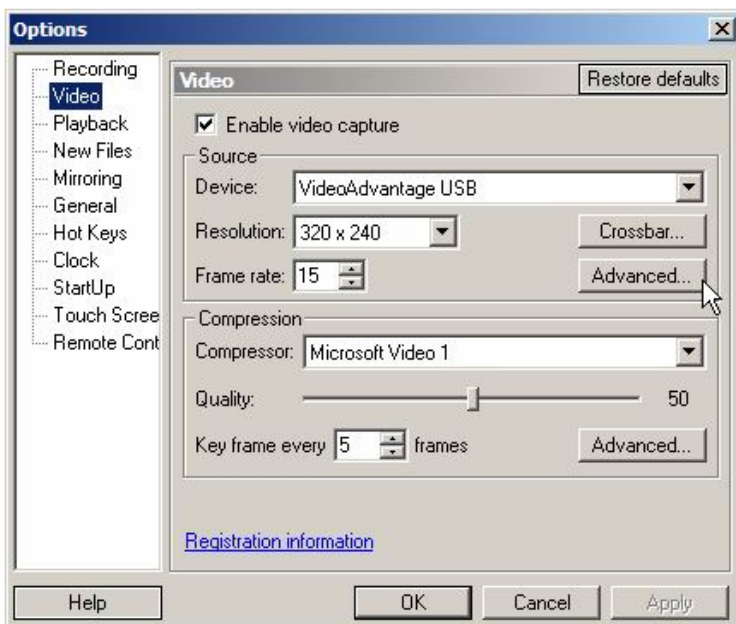 Options
Recording
Video
Playback
New Files
Mirroring
General
Hot Keys
Clock
StartUp
Touch Scree
Remote Cont
Video Restore defaults
Enable video capture
Source
Device: VideoAdvantage USB
Resolution: 320 x 240 Crossbar...
Frame rate: 15 Advanced...
Compression
Compressor: Microsoft Video 1
Quality: 50
Key frame every 5 frames Advanced...
Registration information
Help OK Cancel Apply